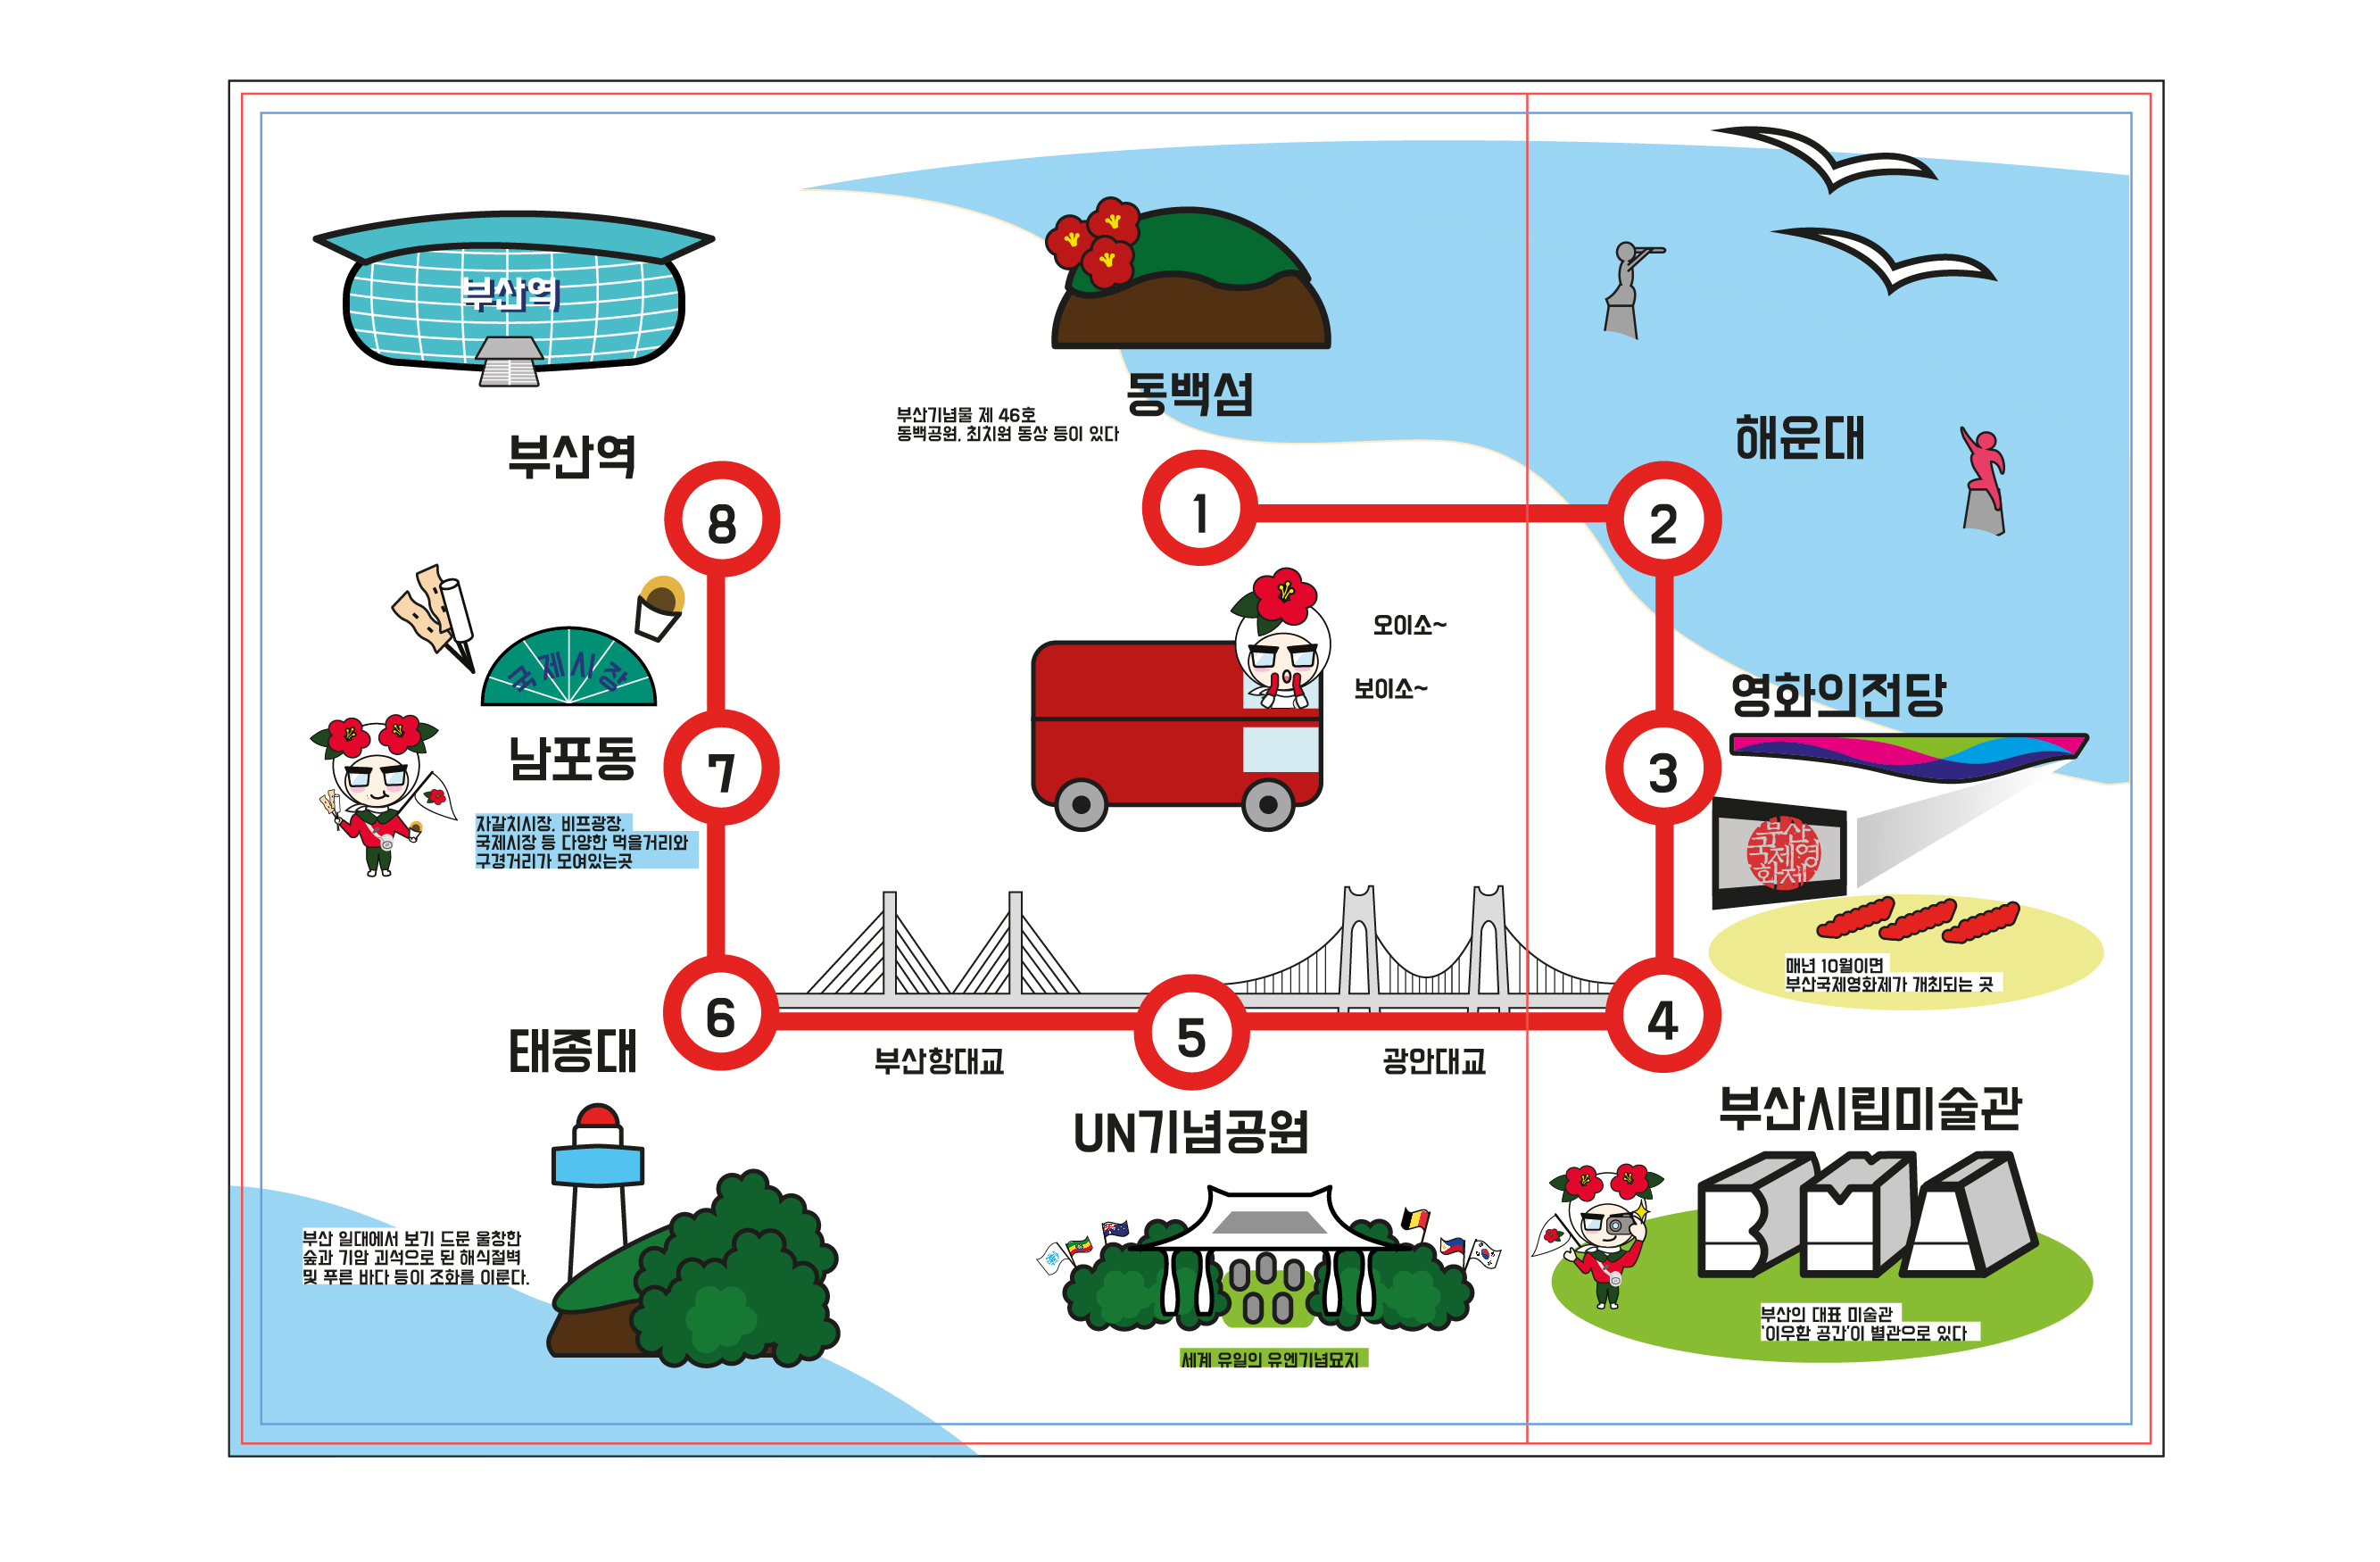 부산역
부산역
8
동백섬
부산기념물 제 46호
동백공원, 최치원 동상 등이 있다
1
해운대
2
오이소~
보이소~
국제시장
남포동
7
자갈치시장, 비프광장,
국제시장 등 다양한 먹을거리와
구경거리가 모여있는곳
영화의전당
3
부산
국제영
화제
매년 10월이면
부산국제영화제가 개최되는 곳
태종대
6
부산항대교
5
광안대교
4
부산 일대에서 보기 드문 울창한
숲과 기암 괴석으로 된 해식절벽
및 푸른 바다 등이 조화를 이룬다.
UN기념공원
세계 유일의 유엔기념묘지
부산시립미술관
부산의 대표 미술관
'이우환 공간'이 별관으로 있다